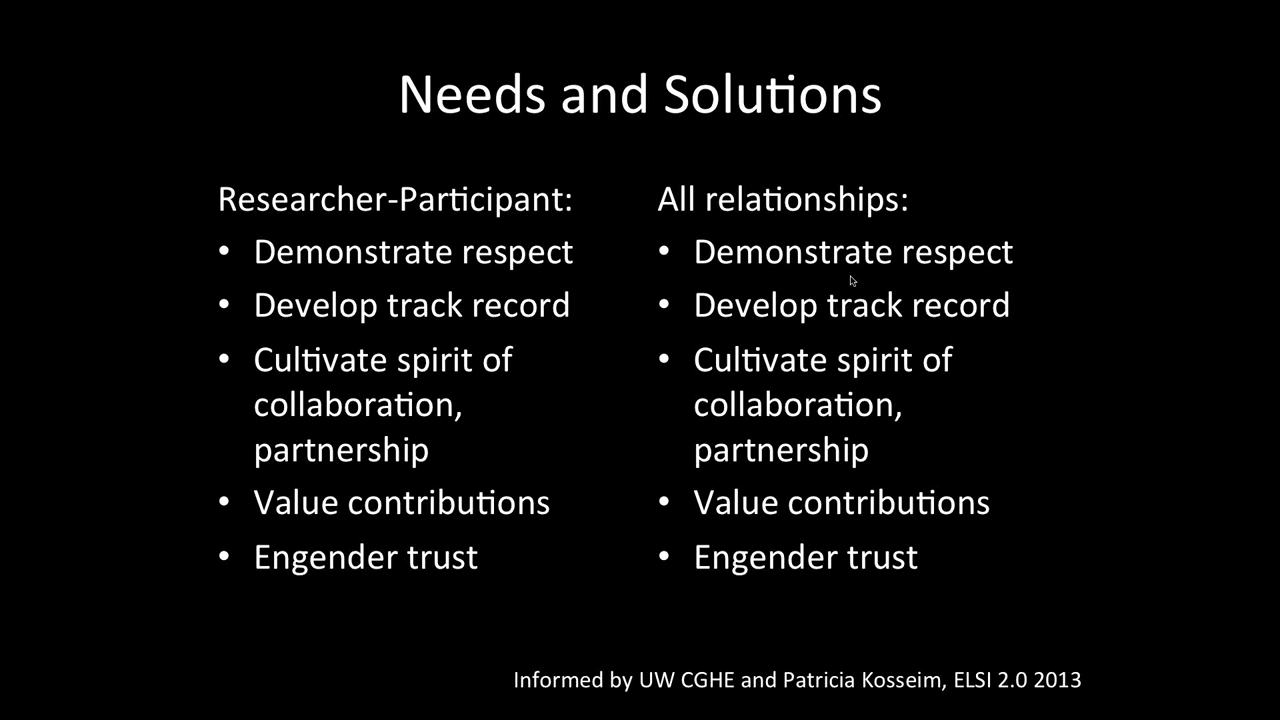 Needs and Solutions
Researcher-Participant:
• Demonstrate respect
• Develop track record
• Cultivate spirit of
collaboration,
partnership
• Value contributions
• Engender trust
All relationships:
• Demonstrate respect
• Develop track record
• Cultivate spirit of
collaboration,
partnership
• Value contributions
• Engender trust
Informed by UW CGHE and Patricia Kosseim, ELSI 2.0 2013